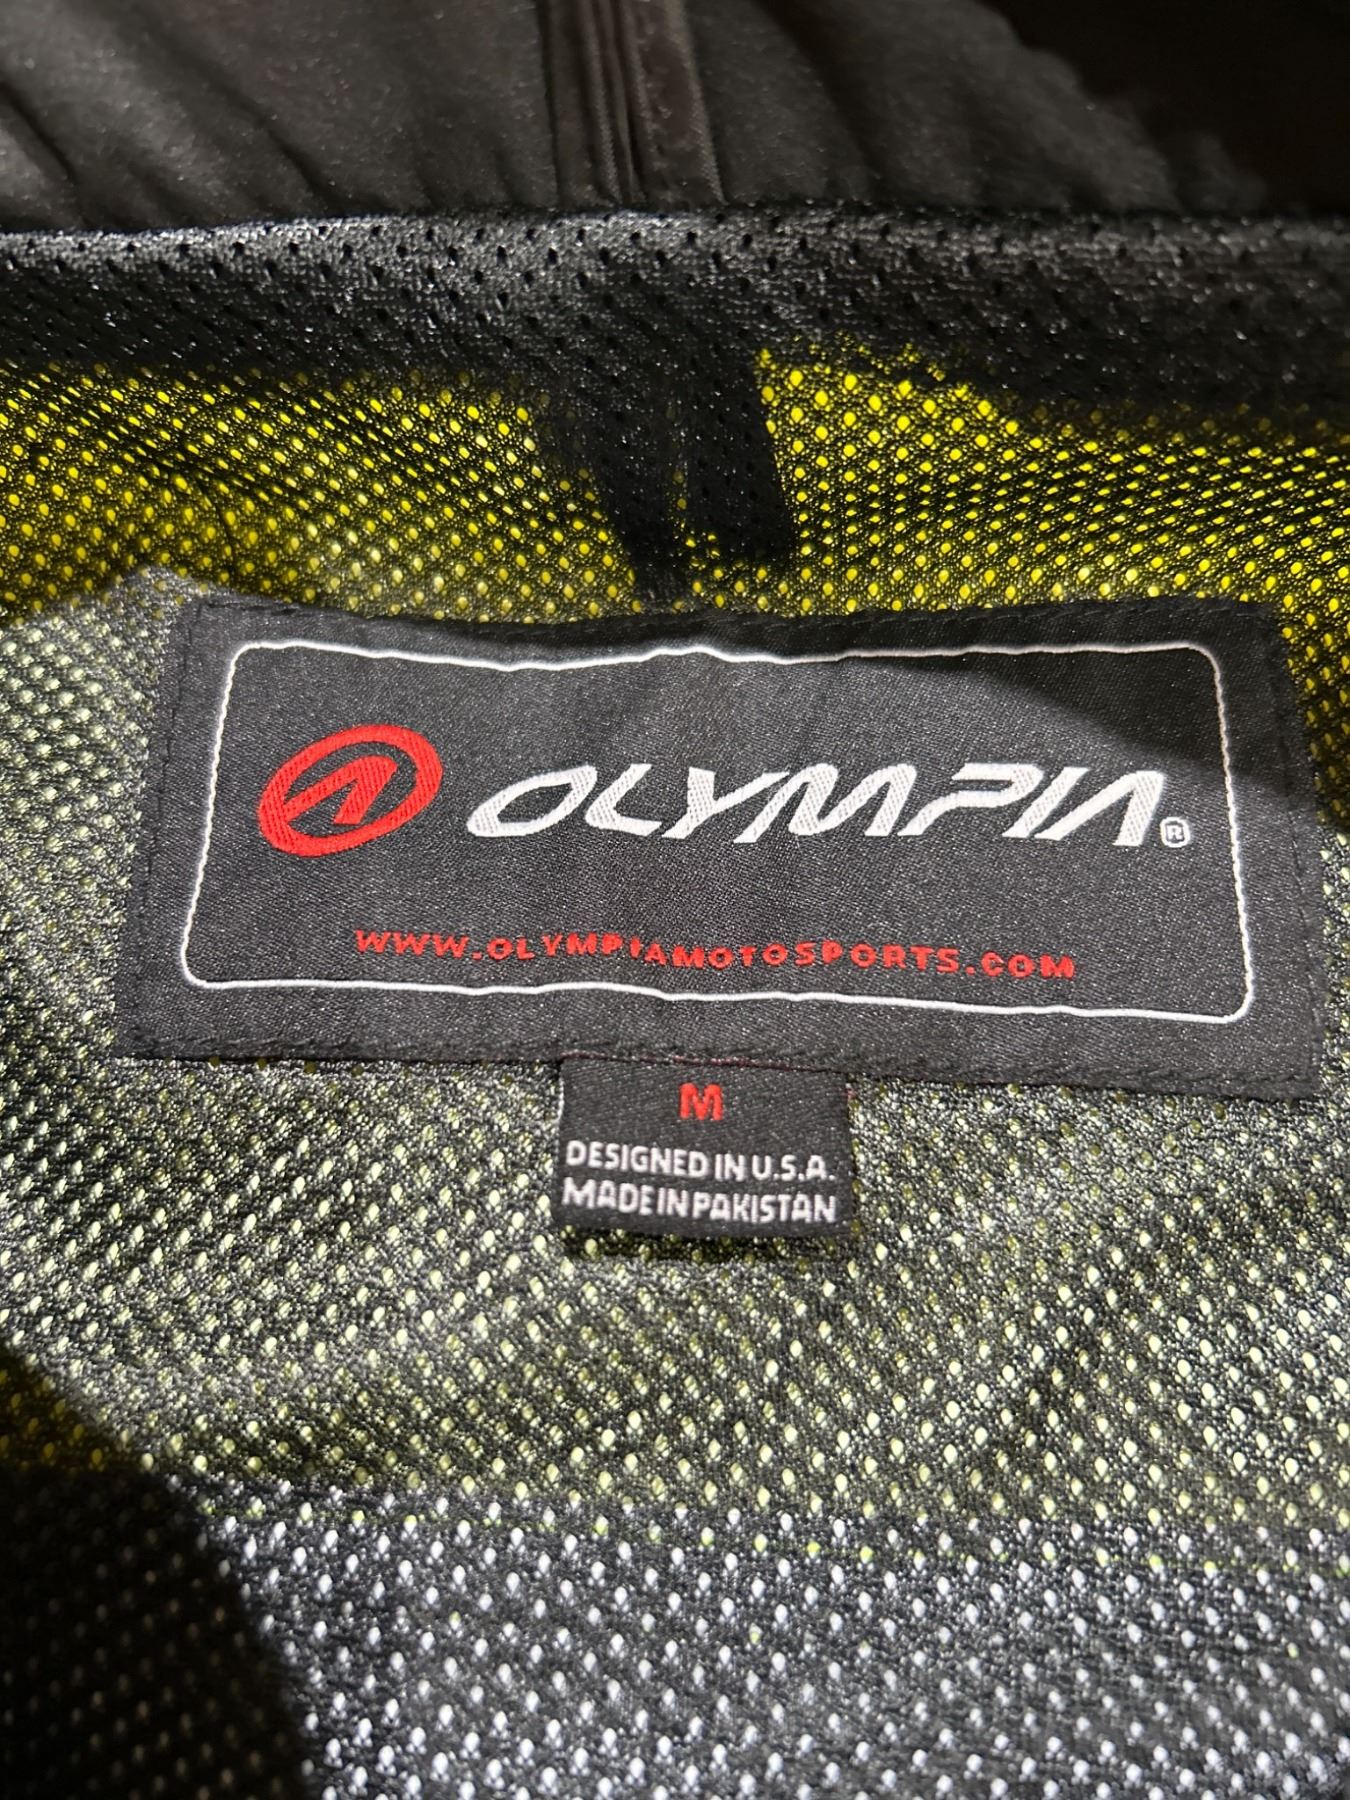 OLYMPIA®
WWW.OLYMPIAMOTOSPORTS.COM
M
DESIGNED IN U.S.A.
MADE IN PAKISTAN